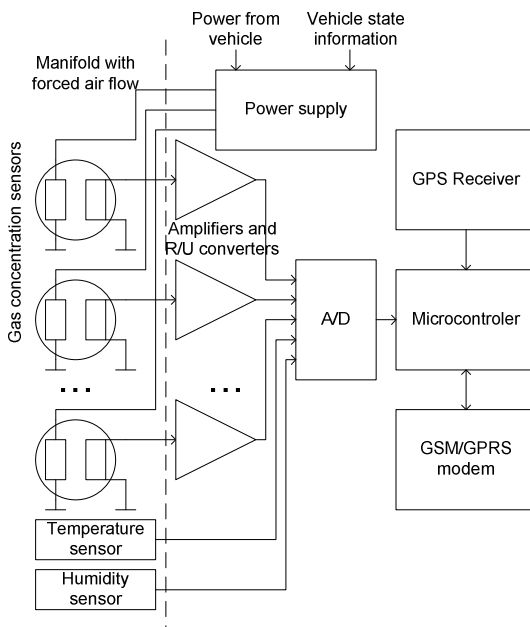 Power from
vehicle
Vehicle state
information
Manifold with
forced air flow
Power supply
Gas concentration sensors
GPS Receiver
Amplifiers and
R/U converters
A/D
Microcontroler
. . .
. . .
GSM/GPRS
modem
Temperature
sensor
Humidity
sensor